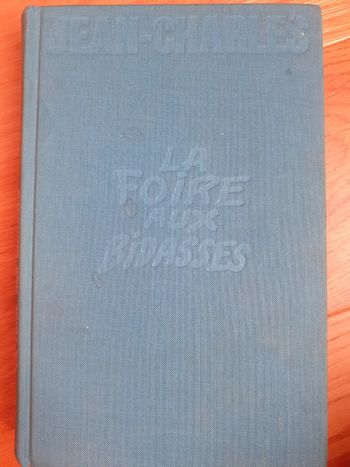 JEAN-CHARLES
LA
FOIRE
AUX
BIDASSES